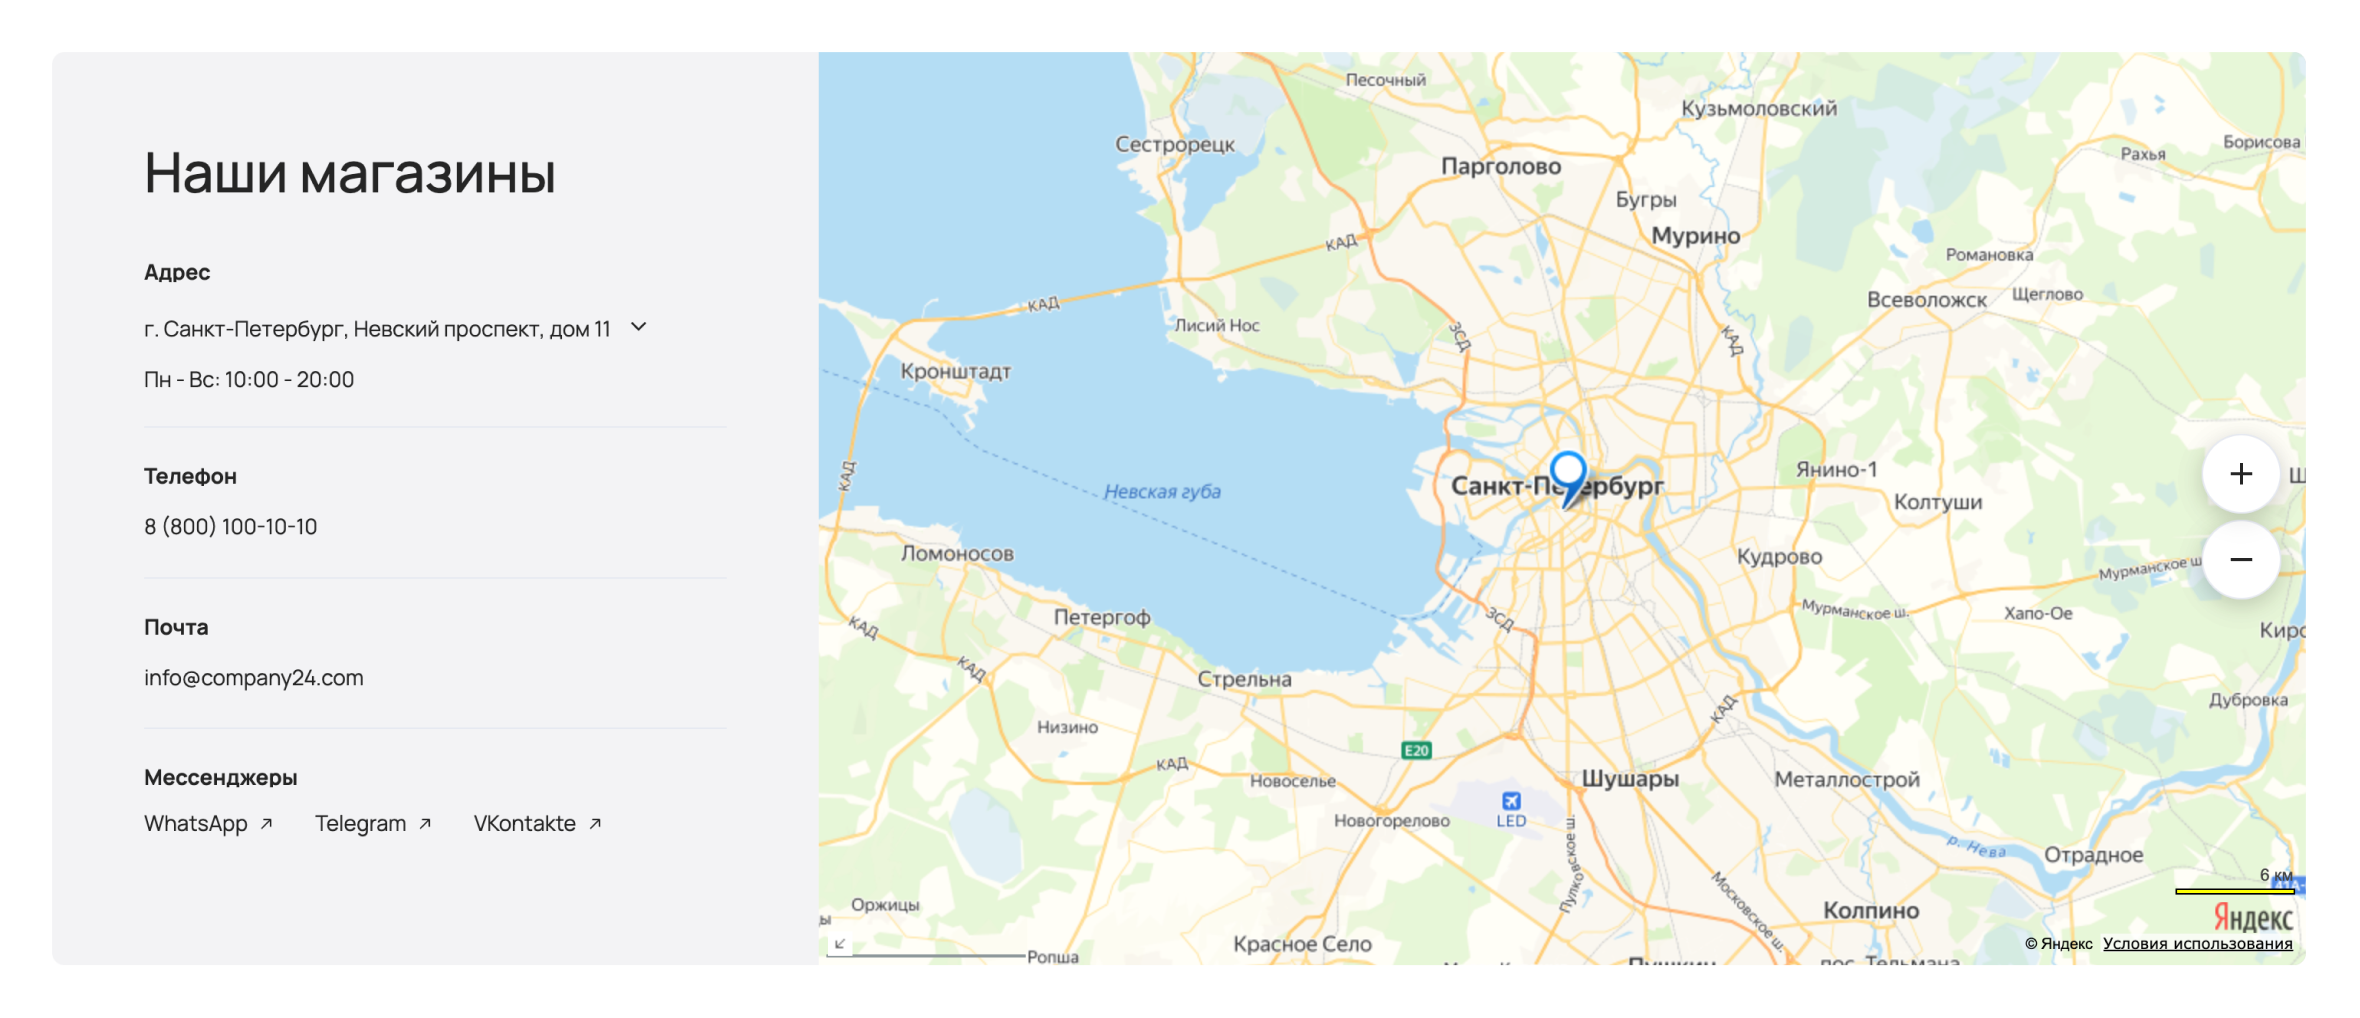 Наши магазины
Адрес
г. Санкт-Петербург, Невский проспект, дом 11
Пн - Вс: 10:00 - 20:00
Телефон
8 (800) 100-10-10
Почта
info@company24.com
Мессенджеры
WhatsApp
Telegram
VKontakte
Песочный
Кузьмоловский
Сестрорецк
Борисова
Рахья
Парголово
Бугры
Мурино
КАД
Романовка
Всеволожск
Щеглово
КАД
Лисий Нос
ЗСД
КАД
Кронштадт
КАД
Невская губа
Санкт-Петербург
Янино-1
Колтуши
Ломоносов
Кудрово
Мурманское ш.
Мурманское ш
Хапо-Ое
Петергоф
ЗСД
КАД
КАД
Стрельна
КАД
Дубровка
Низино
E20
КАД
Новоселье
Шушары
Металлострой
LED
Новогорелово
Пулковское ш.
р. Нева
Отрадное
6 км
Московское ш.
Оржицы
Колпино
Яндекс
Красное Село
Ропша
© Яндекс Условия использования